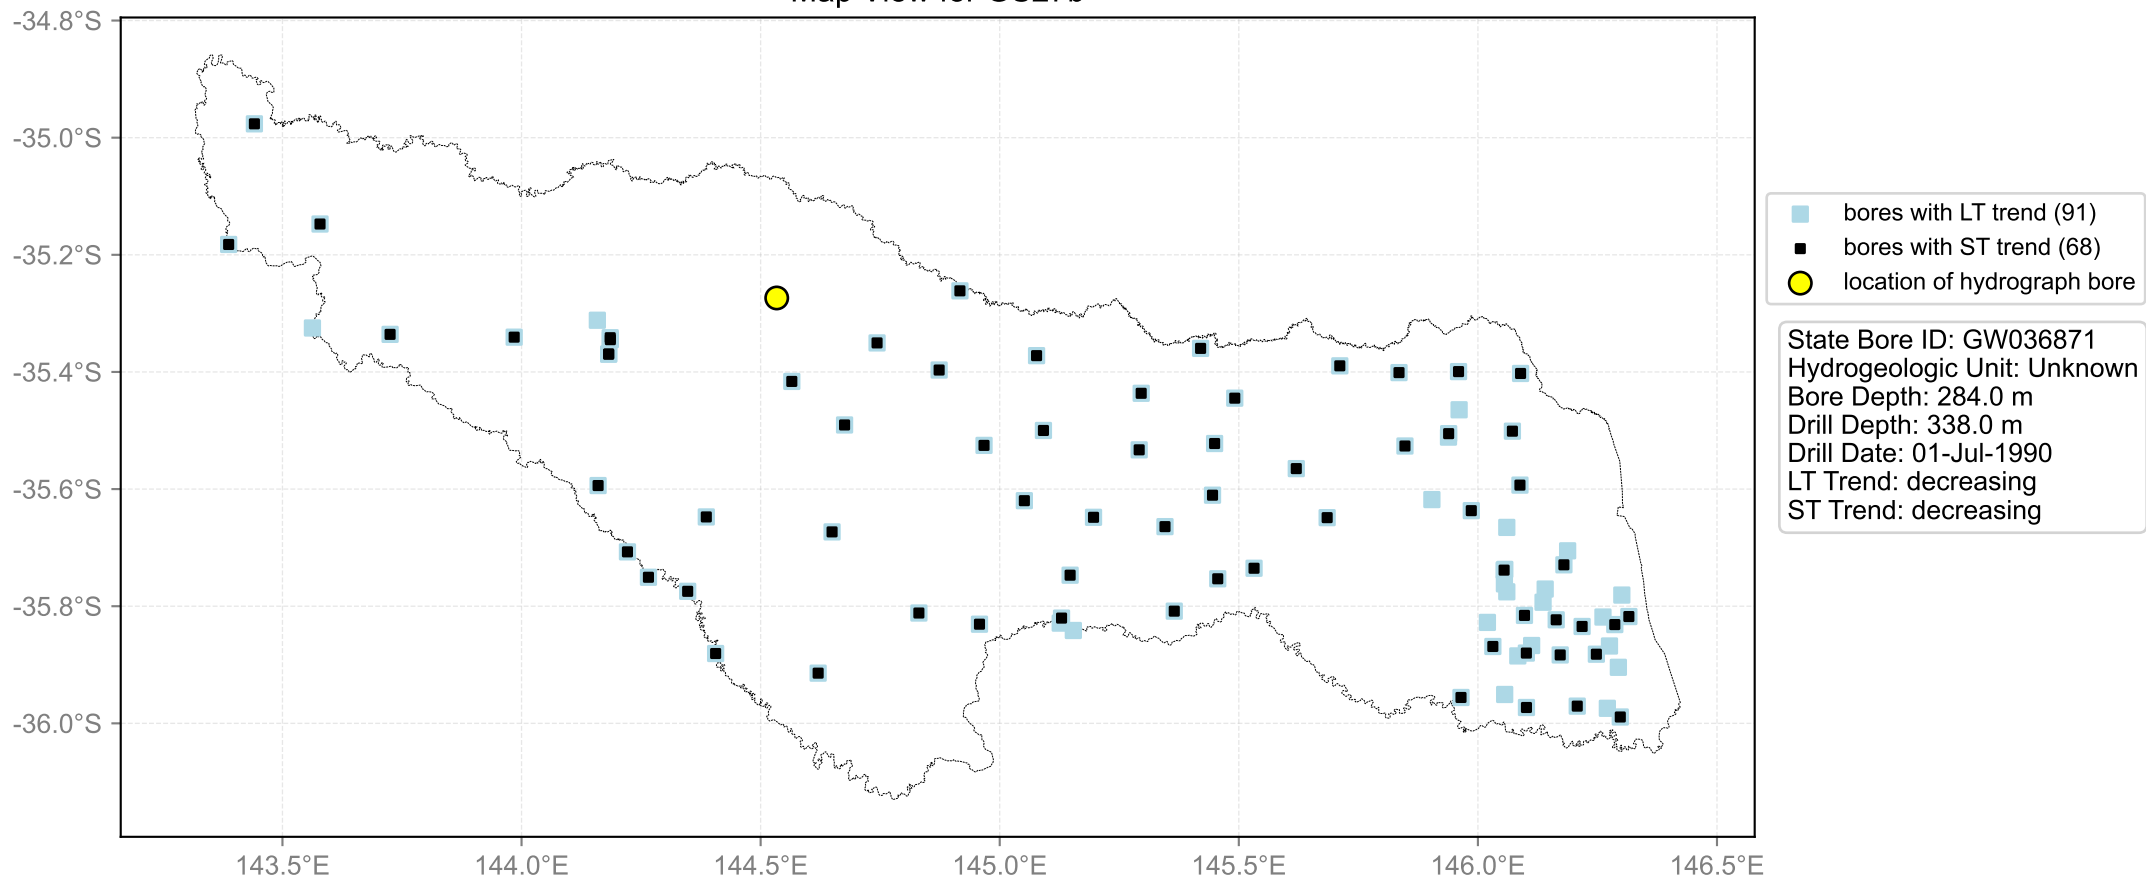 -34.8°S
-35.0°S
-35.2°S
-35.4°S
-35.6°S
-35.8°S
-36.0°S
143.5°E
144.0°E
144.5°E
145.0°E
145.5°E
146.0°E
146.5°E
bores with LT trend (91)
bores with ST trend (68)
location of hydrograph bore
State Bore ID: GW036871
Hydrogeologic Unit: Unknown
Bore Depth: 284.0 m
Drill Depth: 338.0 m
Drill Date: 01-Jul-1990
LT Trend: decreasing
ST Trend: decreasing